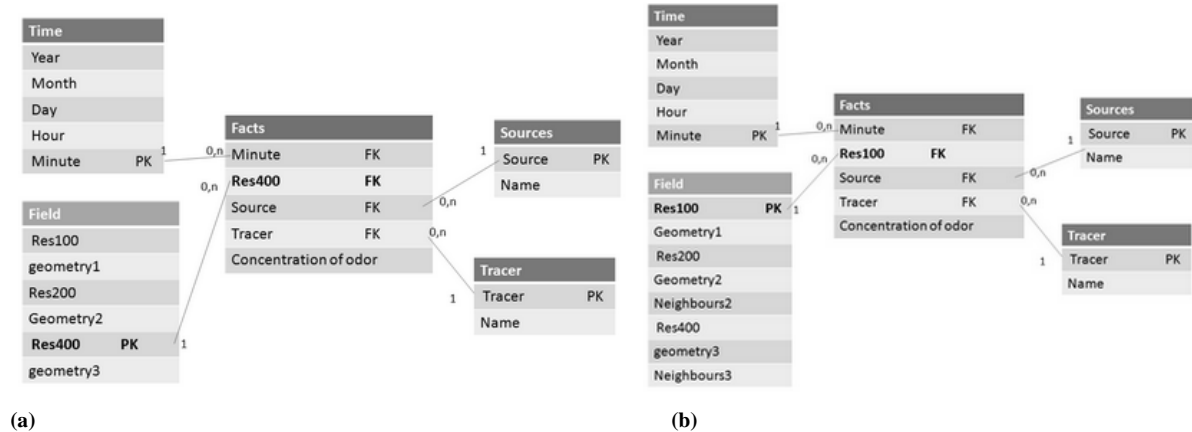 Time
Year
Month
Day
Hour
Minute PK
1
0,n
Facts
Minute FK
Res400 FK
Source FK
Tracer FK
Concentration of odor
0,n
0,n
0,n
Sources
Source PK
Name
1
Field
Res100
geometry1
Res200
Geometry2
Res400 PK
geometry3
1
Tracer
Tracer PK
Name
1
(a)
Time
Year
Month
Day
Hour
Minute PK
1
0,n
Facts
Minute FK
Res100 FK
Source FK
Tracer FK
Concentration of odor
0,n
0,n
0,n
Sources
Source PK
Name
1
Field
Res100 PK
Geometry1
Res200
Geometry2
Neighbours2
Res400
geometry3
Neighbours3
1
Tracer
Tracer PK
Name
1
(b)